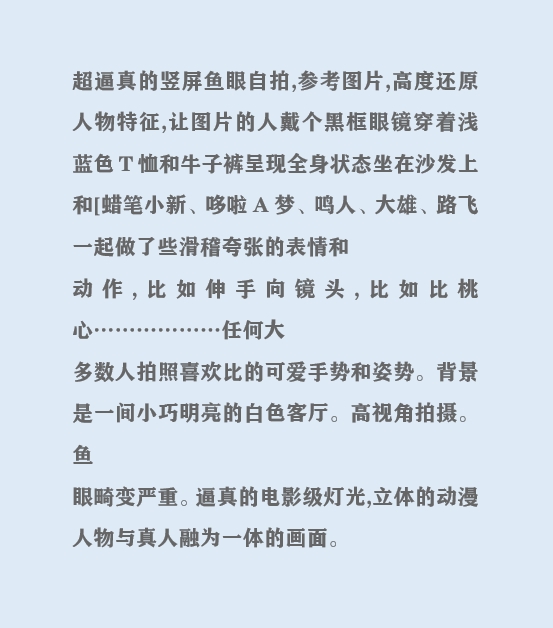 超逼真的竖屏鱼眼自拍,参考图片,高度还原
人物特征,让图片的人戴个黑框眼镜穿着浅
蓝色 T 恤和牛子裤呈现全身状态坐在沙发上
和[蜡笔小新、哆啦 A 梦、鸣人、大雄、路飞
一起做了些滑稽夸张的表情和
动作,比如伸手向镜头,比如比桃
心………………任何大
多数人拍照喜欢比的可爱手势和姿势。背景
是一间小巧明亮的白色客厅。高视角拍摄。
鱼
眼畸变严重。逼真的电影级灯光,立体的动漫
人物与真人融为一体的画面。